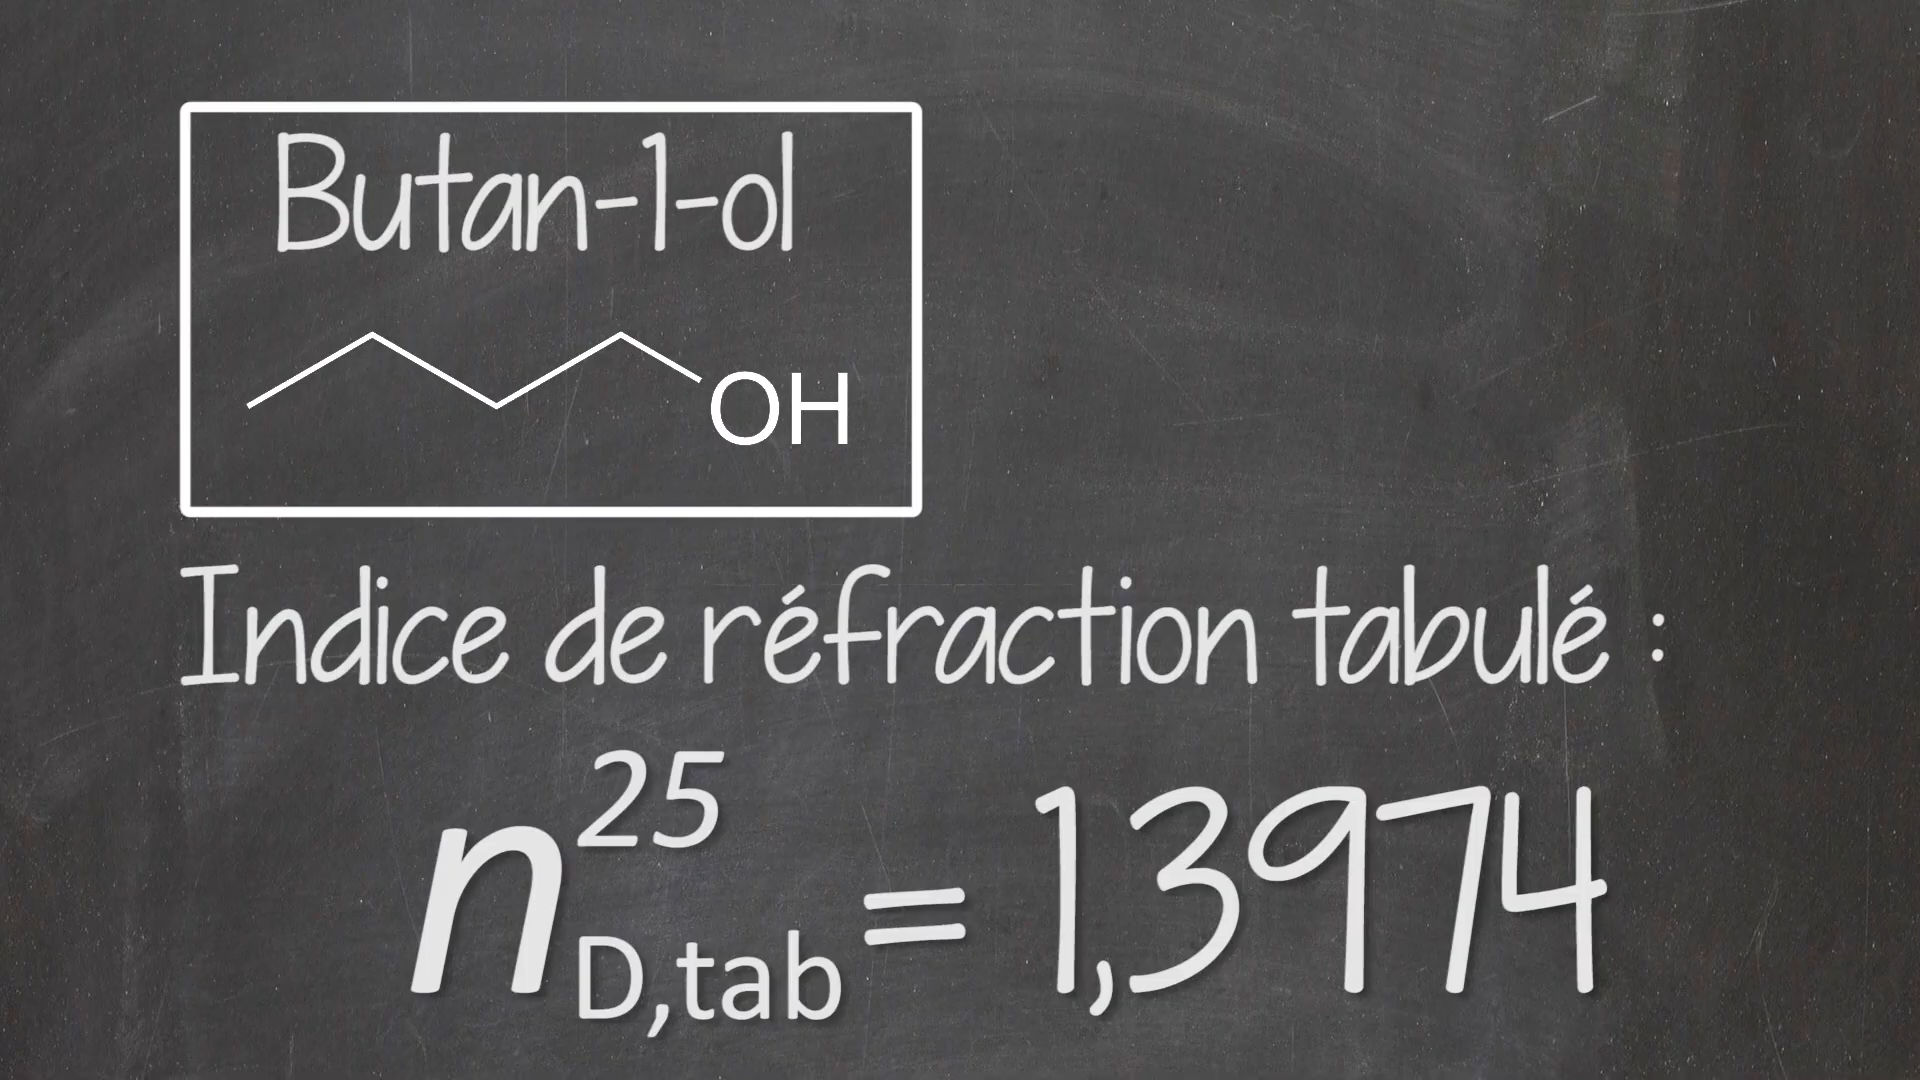 Butan-1-ol
OH
Indice de réfraction tabulé :
n25D,tab = 1,3974